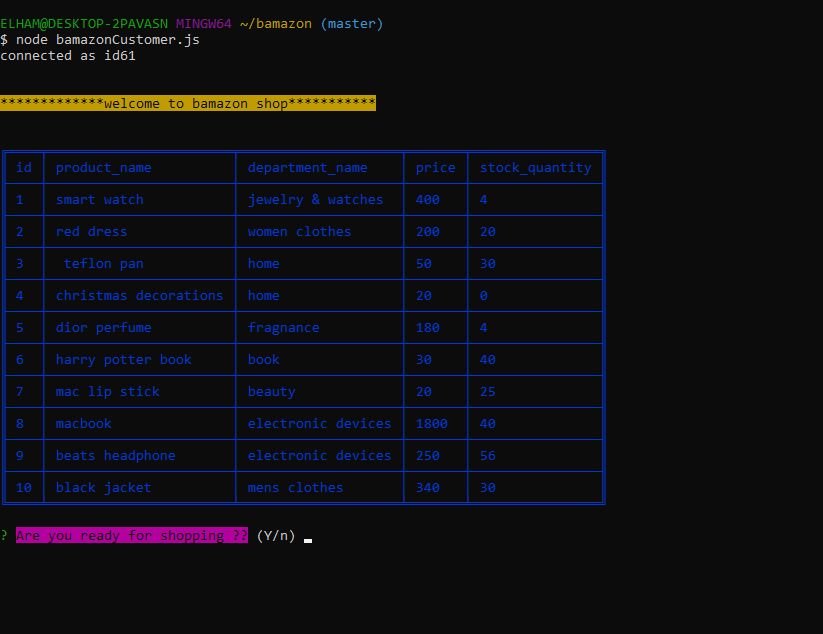 ELHAM@DESKTOP-2PAVASN MINGW64 ~/bamazon (master)
$ node bamazonCustomer.js
connected as id61
*************welcome to bamazon shop***********
id product_name department_name price stock_quantity
1 smart watch jewelry & watches 400 4
2 red dress women clothes 200 20
3 teflon pan home 50 30
4 christmas decorations home 20 0
5 dior perfume fragnance 180 4
6 harry potter book book 30 40
7 mac lip stick beauty 20 25
8 macbook electronic devices 1800 40
9 beats headphone electronic devices 250 56
10 black jacket mens clothes 340 30
? Are you ready for shopping ?? (Y/n)